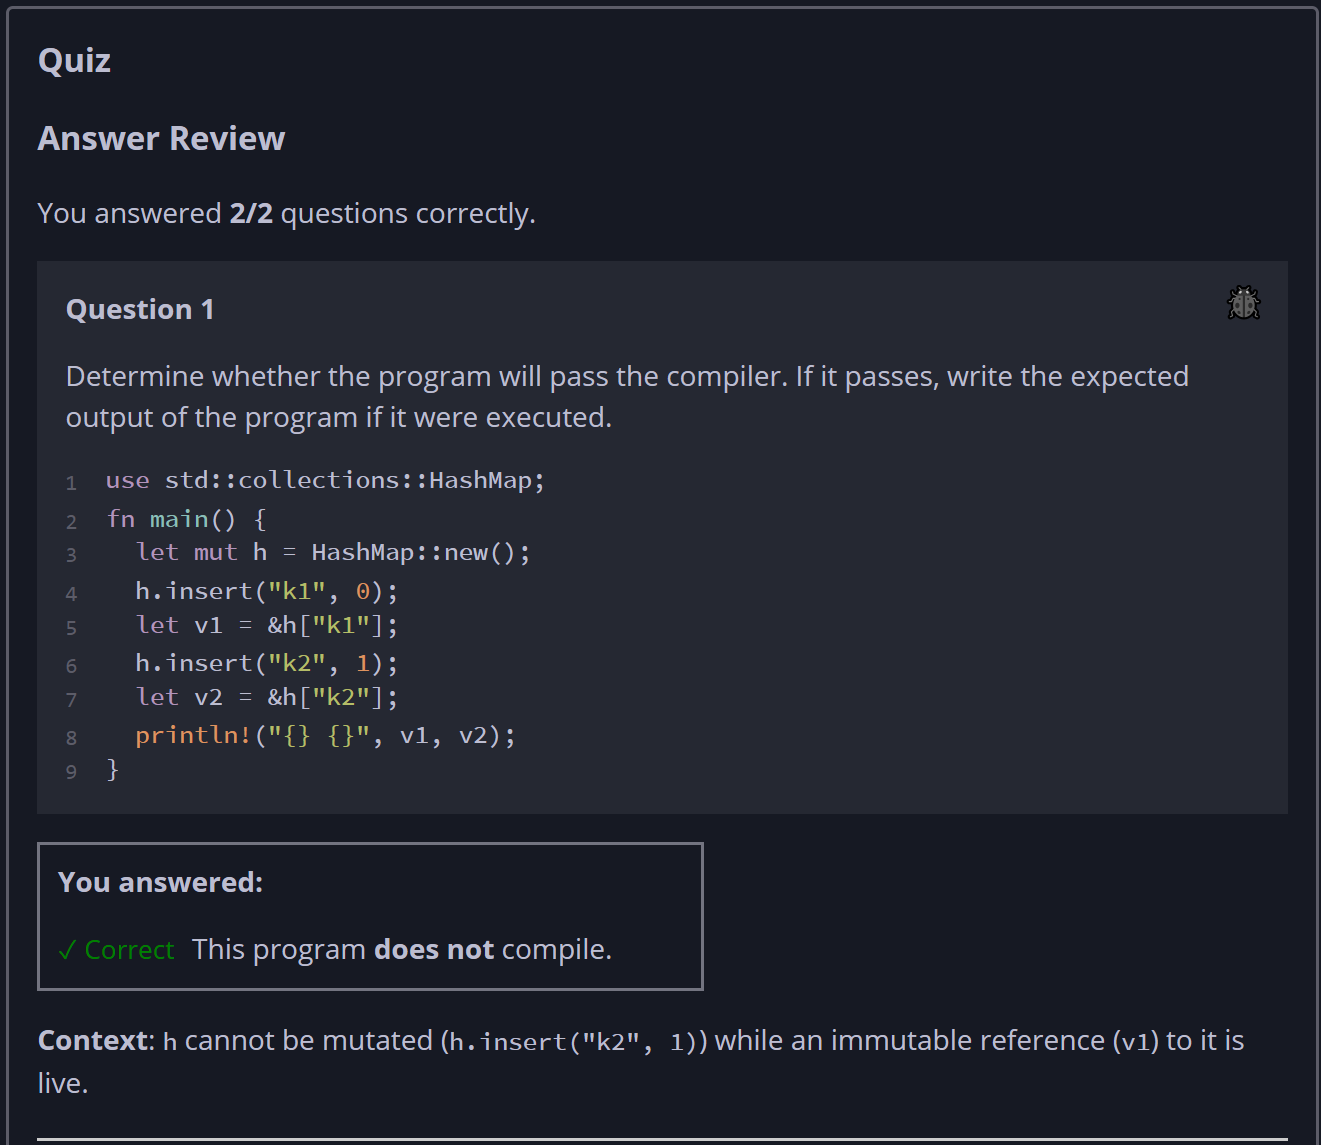 Quiz
Answer Review
You answered 2/2 questions correctly.
Question 1
Determine whether the program will pass the compiler. If it passes, write the expected
output of the program if it were executed.
1 use std::collections::HashMap;
2 fn main() {
3   let mut h = HashMap::new();
4   h.insert("k1", 0);
5   let v1 = &h["k1"];
6   h.insert("k2", 1);
7   let v2 = &h["k2"];
8   println!("{} {}", v1, v2);
9 }
You answered:
✓ Correct This program does not compile.
Context: h cannot be mutated (h.insert("k2", 1)) while an immutable reference (v1) to it is
live.